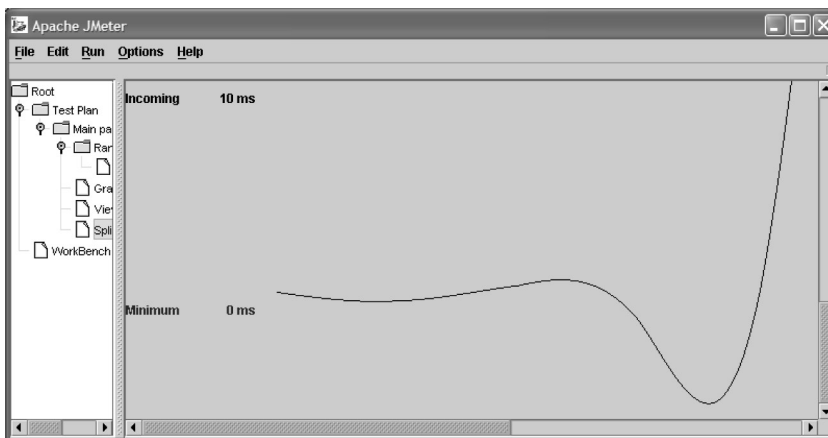 Apache JMeter
File Edit Run Options Help
Root
Test Plan
Main pa
Ran
Gra
View
Spli
WorkBench
Incoming 10 ms
Minimum 0 ms